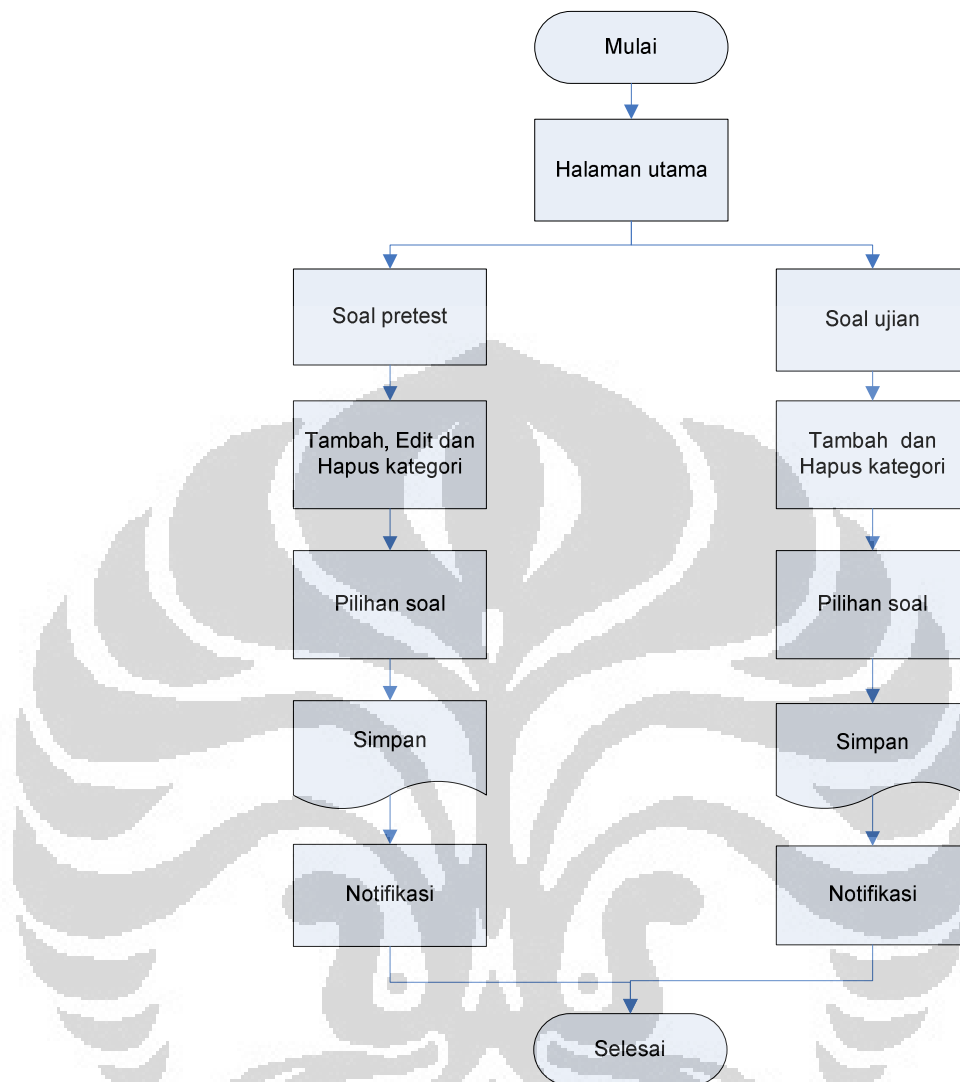 Mulai
Halaman utama
Soal pretest
Soal ujian
Tambah, Edit dan
Hapus kategori
Tambah  dan
Hapus kategori
Pilihan soal
Pilihan soal
Simpan
Simpan
Notifikasi
Notifikasi
Selesai